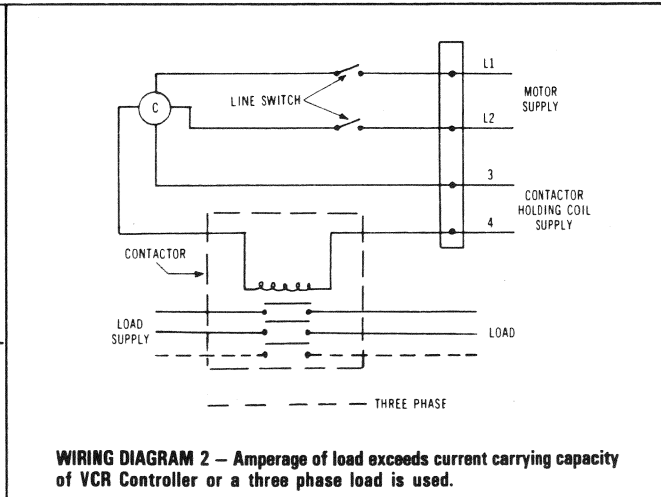 L1
MOTOR
SUPPLY
C
LINE SWITCH
L2
3
CONTACTOR
HOLDING COIL
SUPPLY
4
CONTACTOR
LOAD
SUPPLY
LOAD
THREE PHASE
WIRING DIAGRAM 2 – Amperage of load exceeds current carrying capacity
of VCR Controller or a three phase load is used.